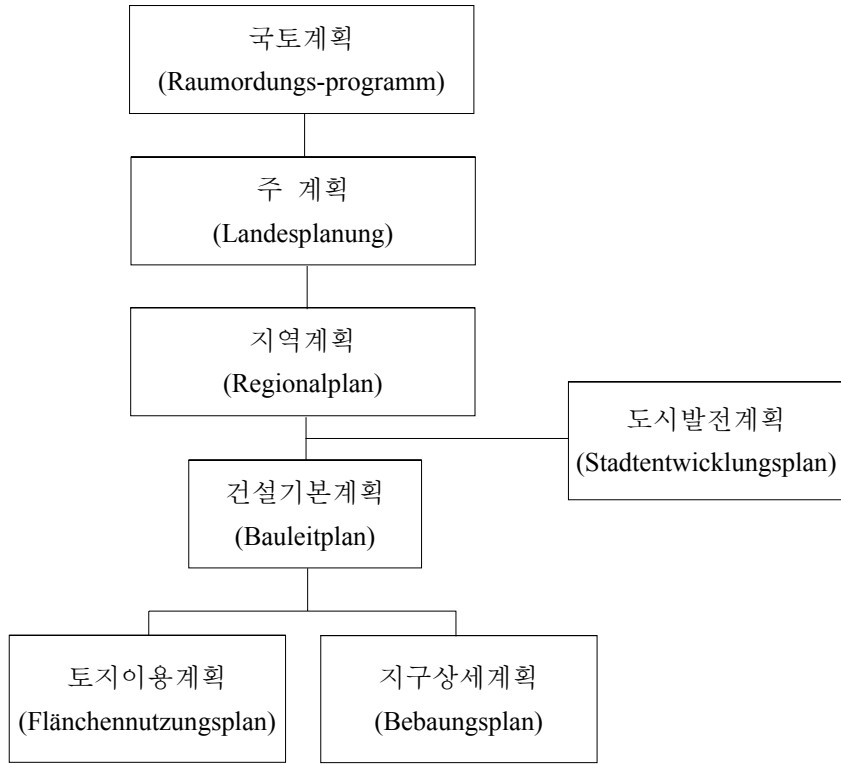 국토계획
(Raumordungs-programm)
주 계획
(Landesplanung)
지역계획
(Regionalplan)
도시발전계획
(Stadtentwicklungsplan)
건설기본계획
(Bauleitplan)
토지이용계획
(Flänchennutzungsplan)
지구상세계획
(Bebaungsplan)